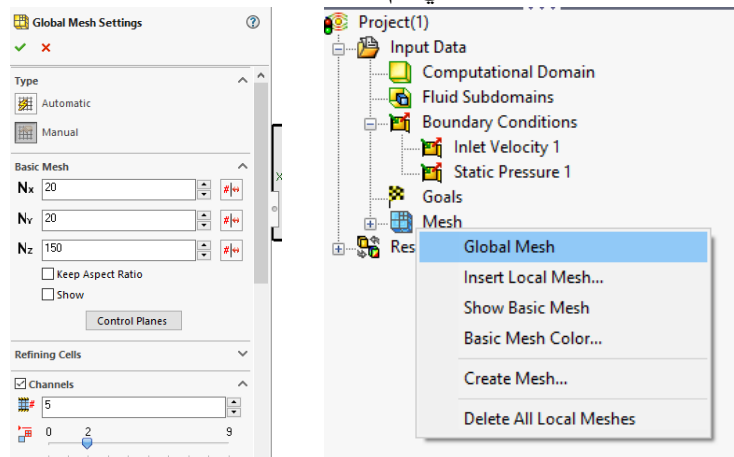 Global Mesh Settings
Type
Automatic
Manual
Basic Mesh
Nx 20
NY 20
Nz 150
Keep Aspect Ratio
Show
Control Planes
Refining Cells
Channels
5
0 2 9
Project(1)
Input Data
Computational Domain
Fluid Subdomains
Boundary Conditions
Inlet Velocity 1
Static Pressure 1
Goals
Mesh
Res
Global Mesh
Insert Local Mesh...
Show Basic Mesh
Basic Mesh Color...
Create Mesh...
Delete All Local Meshes